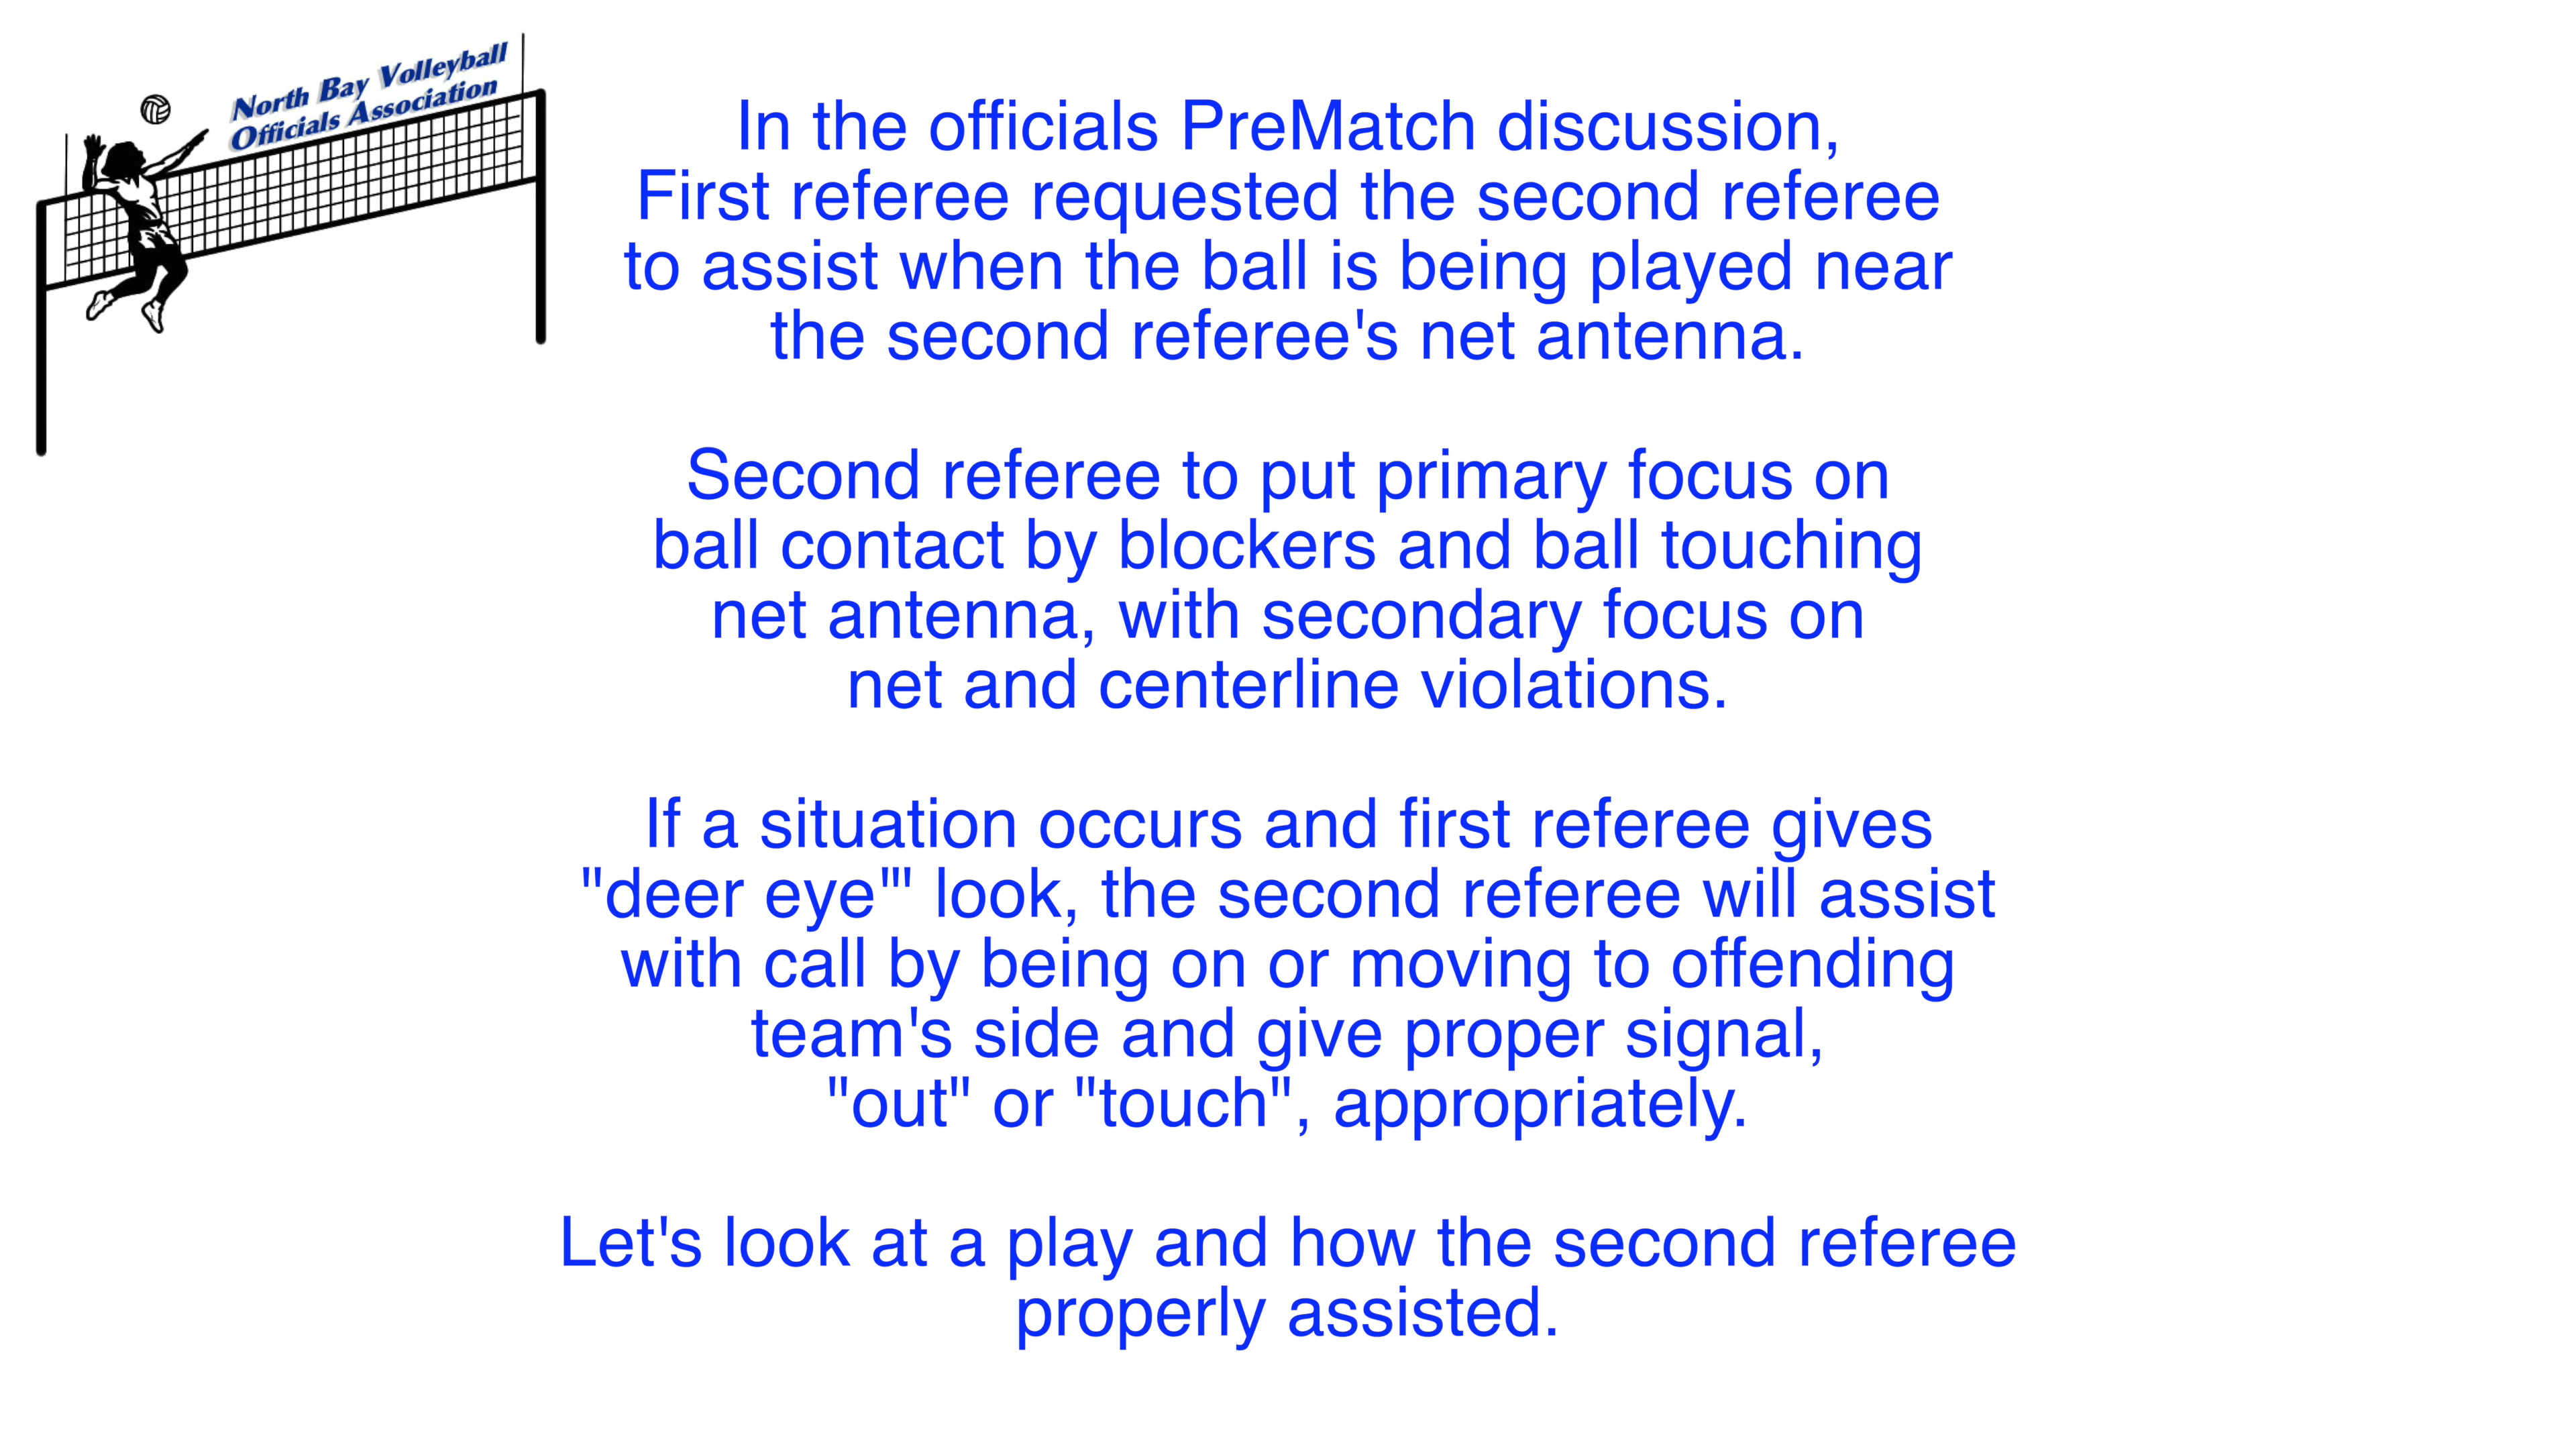 North Bay Volleyball
Officials Association
In the officials PreMatch discussion,
First referee requested the second referee
to assist when the ball is being played near
the second referee's net antenna.
Second referee to put primary focus on
ball contact by blockers and ball touching
net antenna, with secondary focus on
net and centerline violations.
If a situation occurs and first referee gives
"deer eye"' look, the second referee will assist
with call by being on or moving to offending
team's side and give proper signal,
"out" or "touch", appropriately.
Let's look at a play and how the second referee
properly assisted.